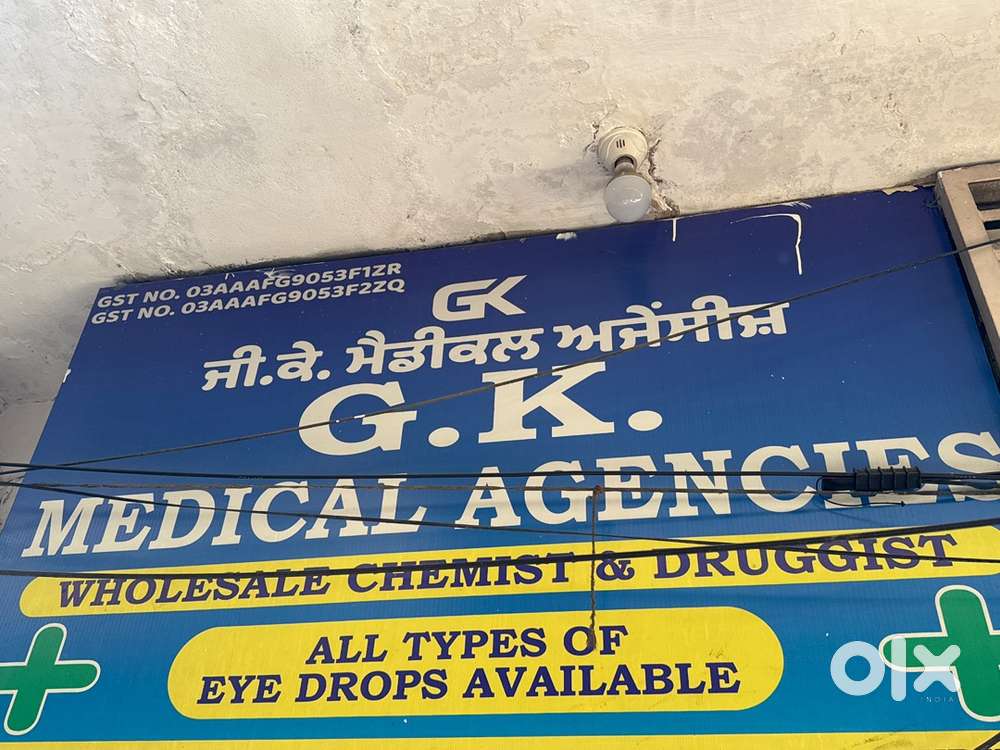 GST NO. 03AAAFG9053F1ZR
GST NO. 03AAAFG9053F2ZQ
GK
ਜੀ.ਕੇ. ਮੈਡੀਕਲ ਅਜੇਂਸੀਜ਼
G.K.
MEDICAL AGENCIES
WHOLESALE CHEMIST & DRUGGIST
ALL TYPES OF
EYE DROPS AVAILABLE
olx
INDIA